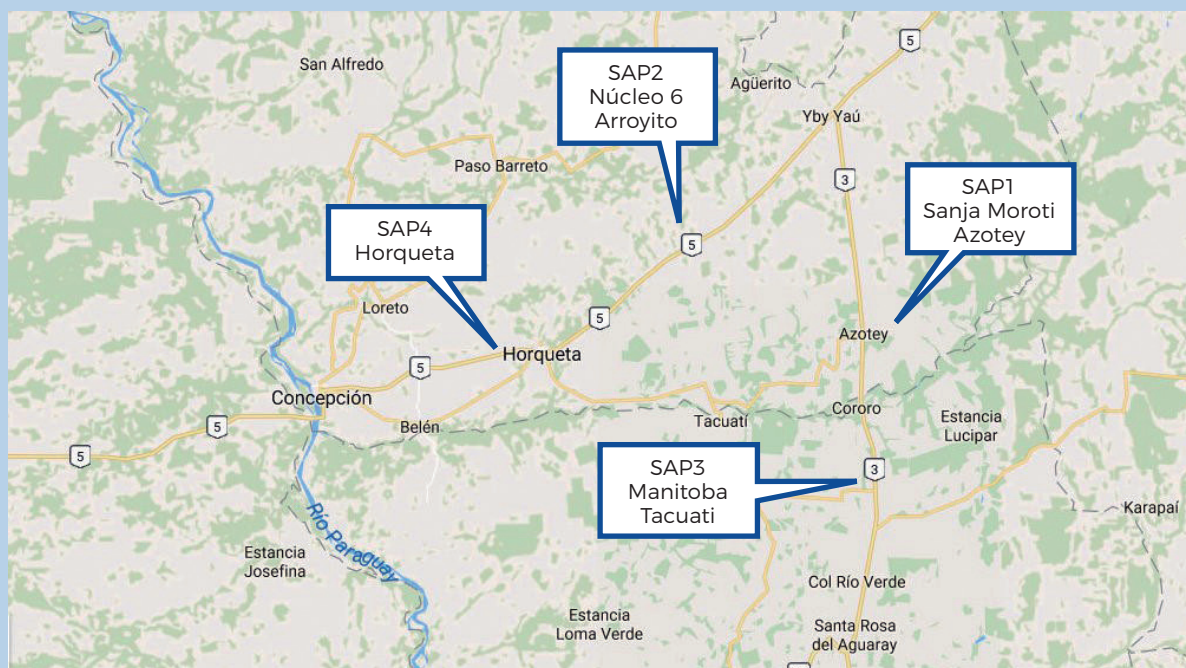 San Alfredo
SAP2
Núcleo 6
Arroyito
Agüerito
5
Yby Yaú
Paso Barreto
3
SAP1
Sanja Moroti
Azotey
SAP4
Horqueta
5
Loreto
5
Azotey
Horqueta
5
Concepción
Belén
Tacuatí
Cororo
Estancia
Lucipar
5
5
SAP3
Manitoba
Tacuati
3
Karapaí
Río Paraguay
Estancia
Josefina
Col Río Verde
Estancia
Loma Verde
Santa Rosa
del Aguaray